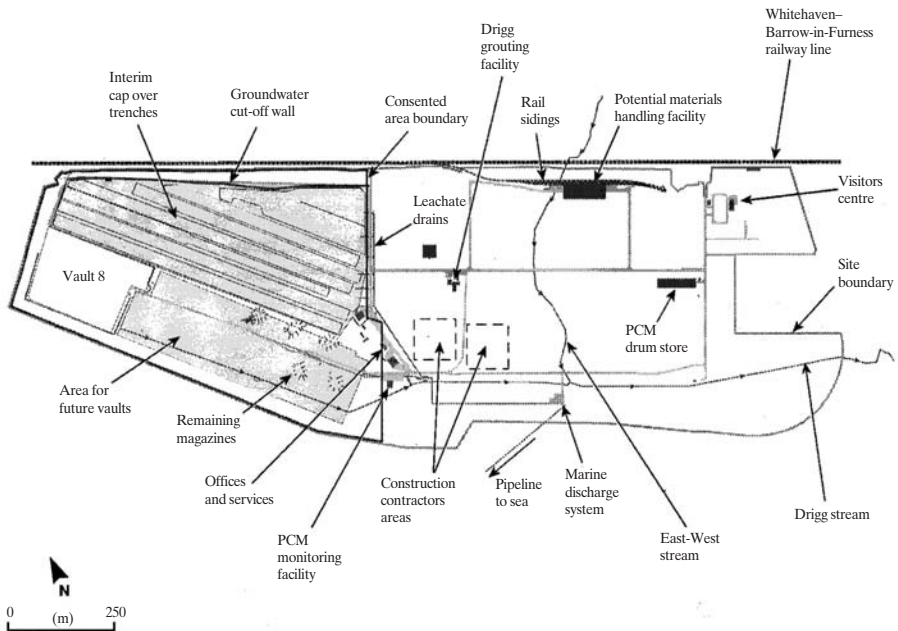 Whitehaven–
Barrow-in-Furness
railway line
Drigg
grouting
facility
Interim
cap over
trenches
Groundwater
cut-off wall
Consented
area boundary
Rail
sidings
Potential materials
handling facility
Leachate
drains
Visitors
centre
Vault 8
Site
boundary
PCM
drum store
Area for
future vaults
Remaining
magazines
Offices
and services
Construction
contractors
areas
Pipeline
to sea
Marine
discharge
system
Drigg stream
PCM
monitoring
facility
East-West
stream
N
0
(m)
250